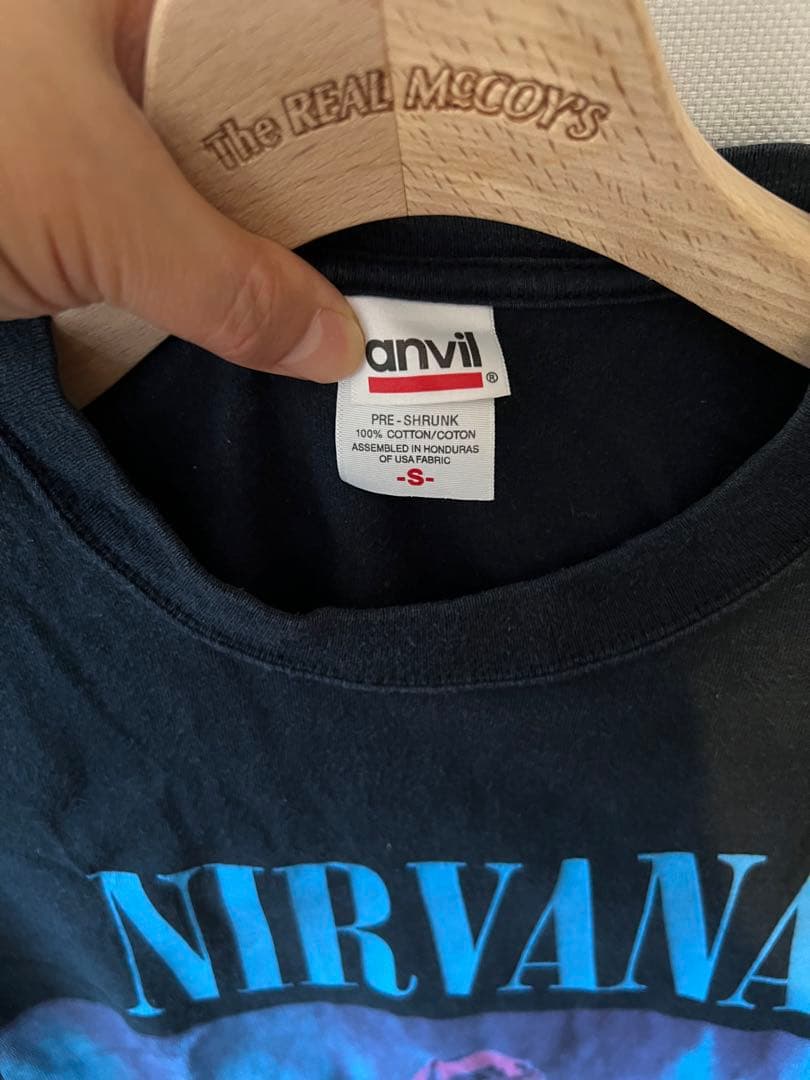 The REAL McCOY'S
anvil
®
PRE-SHRUNK
100% COTTON/COTON
ASSEMBLED IN HONDURAS
OF USA FABRIC
-S-
NIRVANA